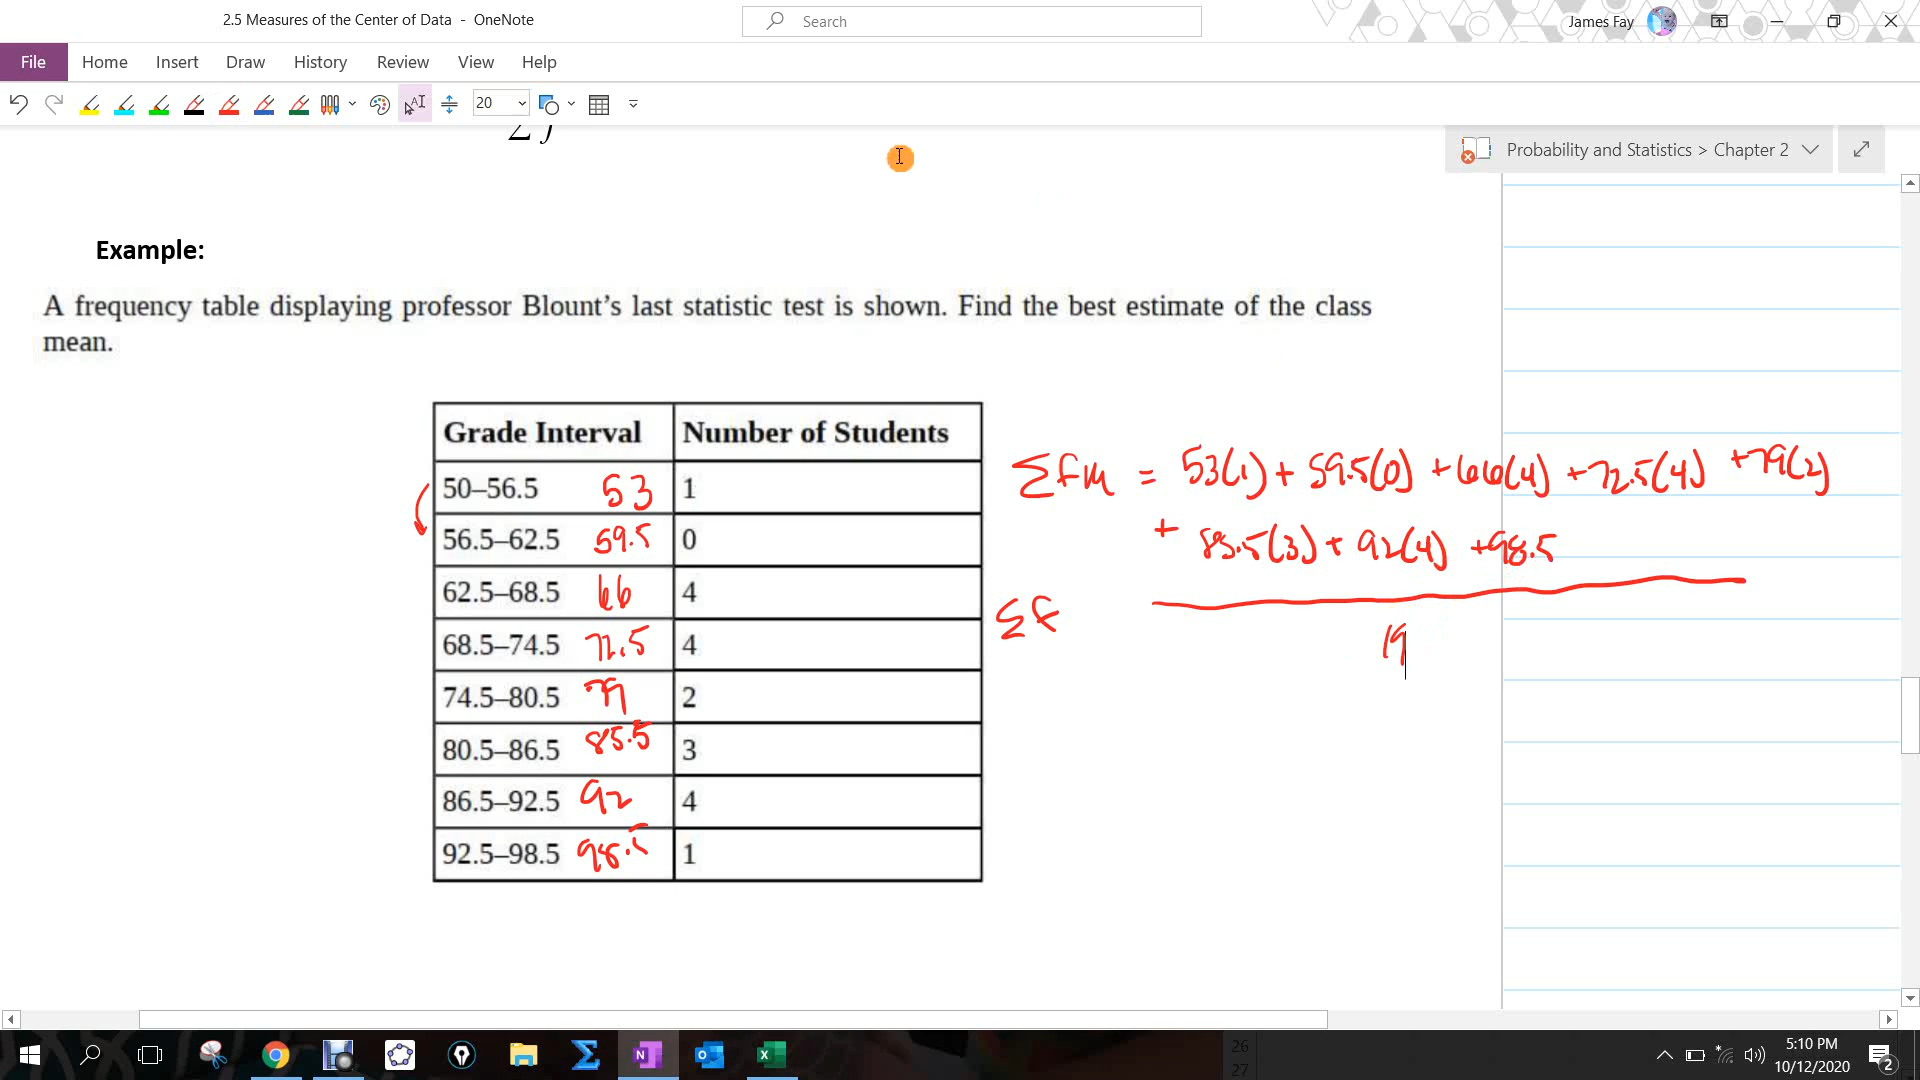 2.5 Measures of the Center of Data - OneNote
Search
James Fay
File Home Insert Draw History Review View Help
20
Probability and Statistics > Chapter 2
Example:
A frequency table displaying professor Blount’s last statistic test is shown. Find the best estimate of the class
mean.
Grade Interval Number of Students
50–56.5 53 1
56.5–62.5 59.5 0
62.5–68.5 66 4
68.5–74.5 72.5 4
74.5–80.5 79 2
80.5–86.5 85.5 3
86.5–92.5 92 4
92.5–98.5 98.5 1
Σfm = 53(1) + 59.5(0) + 66(4) + 72.5(4) + 79(2)
+ 85.5(3) + 92(4) + 98.5
Σf
19
26
27
5:10 PM
10/12/2020
2